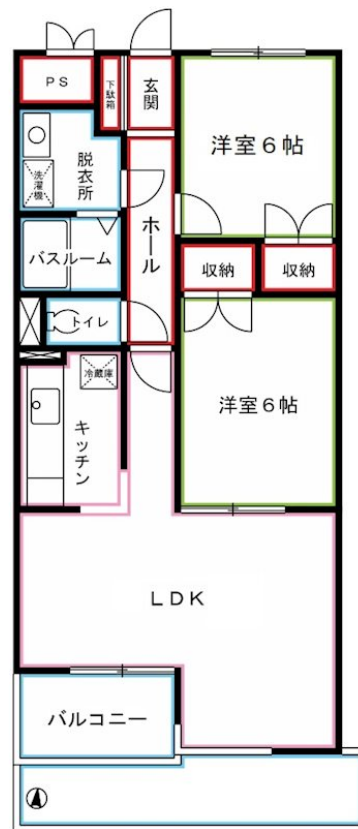 PS
下駄箱
玄関
洋室6帖
脱衣所
洗濯機
ホール
バスルーム
収納
収納
トイレ
冷蔵庫
キッチン
洋室6帖
LDK
バルコニー